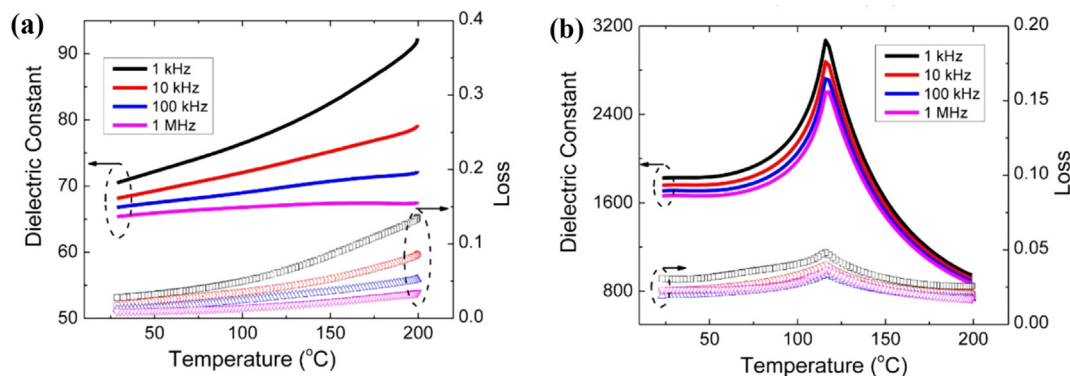 (a)
Dielectric Constant
90
80
70
60
50
1 kHz
10 kHz
100 kHz
1 MHz
0.4
0.3
0.2
0.1
0.0
Loss
50
100
150
200
Temperature (°C)
(b)
Dielectric Constant
3200
2400
1600
800
1 kHz
10 kHz
100 kHz
1 MHz
0.20
0.15
0.10
0.05
0.00
Loss
50
100
150
200
Temperature (°C)